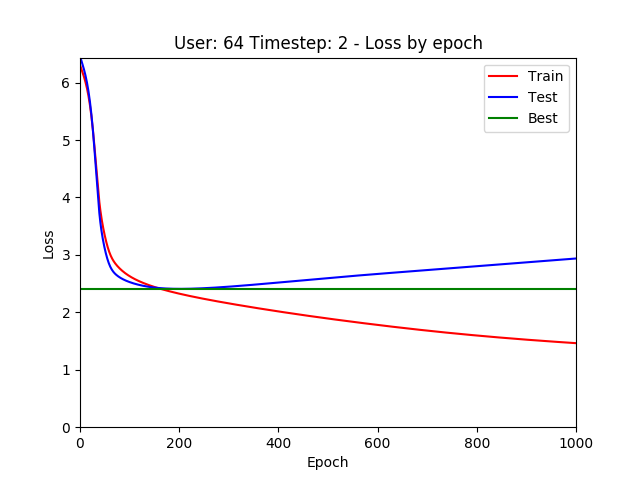 User: 64 Timestep: 2 - Loss by epoch
Train
Test
Best
Loss
6
5
4
3
2
1
0
0 200 400 600 800 1000
Epoch